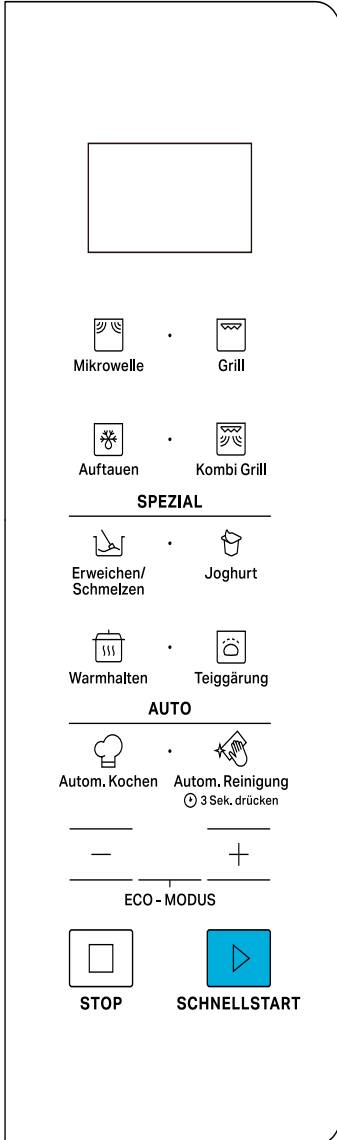 Mikrowelle
Grill
Auftauen
Kombi Grill
SPEZIAL
Erweichen/
Schmelzen
Joghurt
Warmhalten
Teiggärung
AUTO
Autom. Kochen
Autom. Reinigung
3 Sek. drücken
− +
ECO - MODUS
STOP
SCHNELLSTART